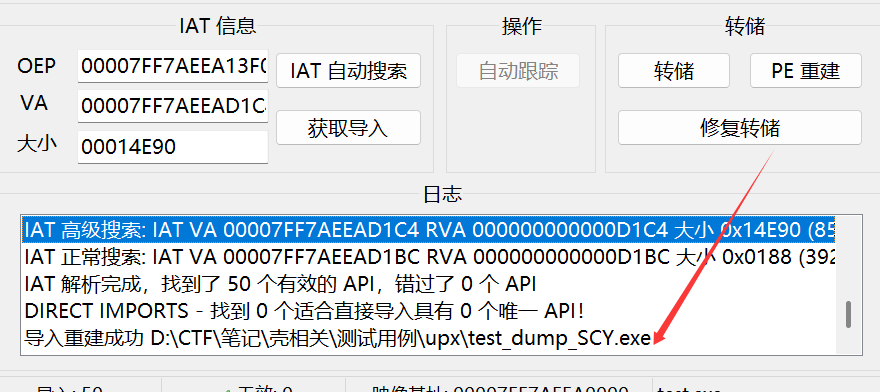 IAT 信息
操作
转储
OEP
00007FF7AEEA13F0
IAT 自动搜索
自动跟踪
转储
PE 重建
VA
00007FF7AEEAD1C4
获取导入
修复转储
大小
00014E90
日志
IAT 高级搜索: IAT VA 00007FF7AEEAD1C4 RVA 000000000000D1C4 大小 0x14E90 (85
IAT 正常搜索: IAT VA 00007FF7AEEAD1BC RVA 000000000000D1BC 大小 0x0188 (392
IAT 解析完成，找到了 50 个有效的 API，错过了 0 个 API
DIRECT IMPORTS - 找到 0 个适合直接导入具有 0 个唯一 API！
导入重建成功 D:\CTF\笔记\壳相关\测试用例\upx\test_dump_SCY.exe